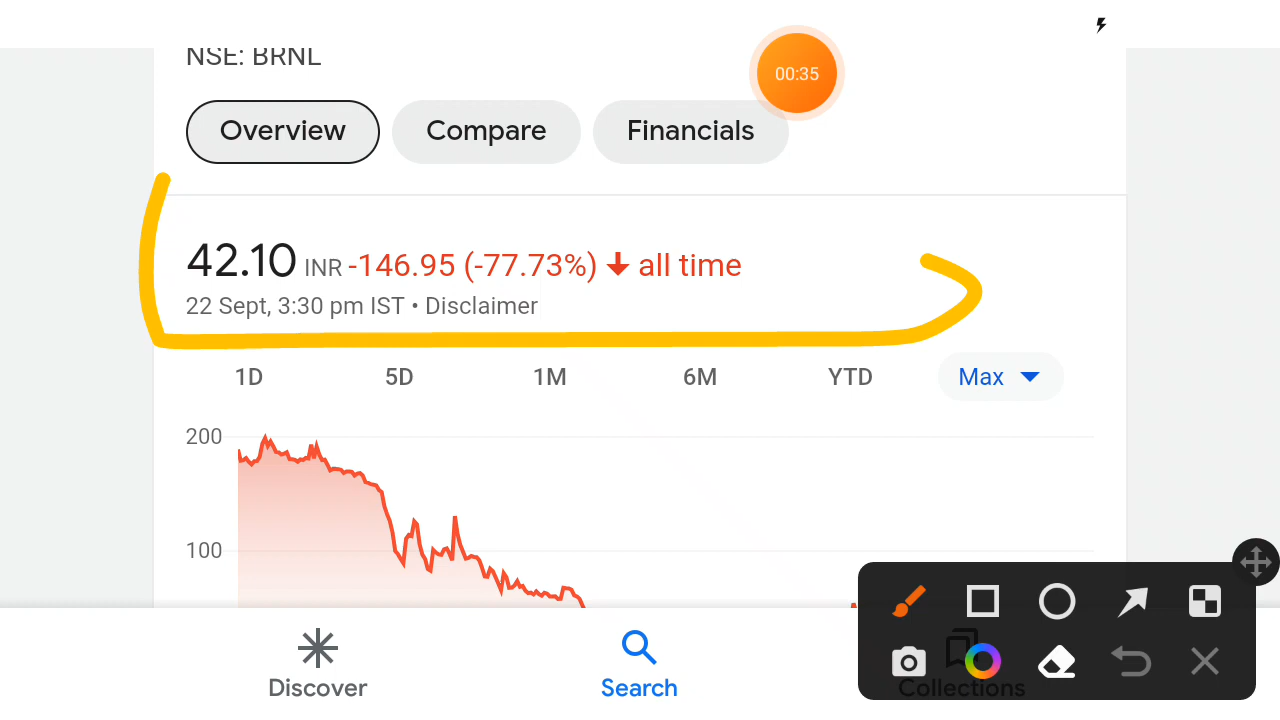 NSE: BRNL
00:35
Overview Compare Financials
42.10 INR -146.95 (-77.73%) ↓ all time
22 Sept, 3:30 pm IST • Disclaimer
1D 5D 1M 6M YTD Max
200
100
Discover Search Collections